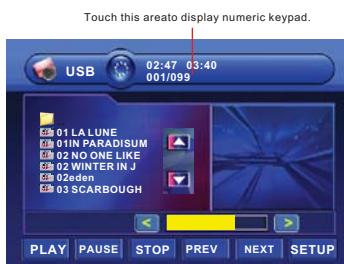 Touch this areato display numeric keypad.
USB
02:47 03:40
001/099
01 LA LUNE
01IN PARADISUM
02 NO ONE LIKE
02 WINTER IN J
02eden
03 SCARBOUGH
< >
PLAY PAUSE STOP PREV NEXT SETUP